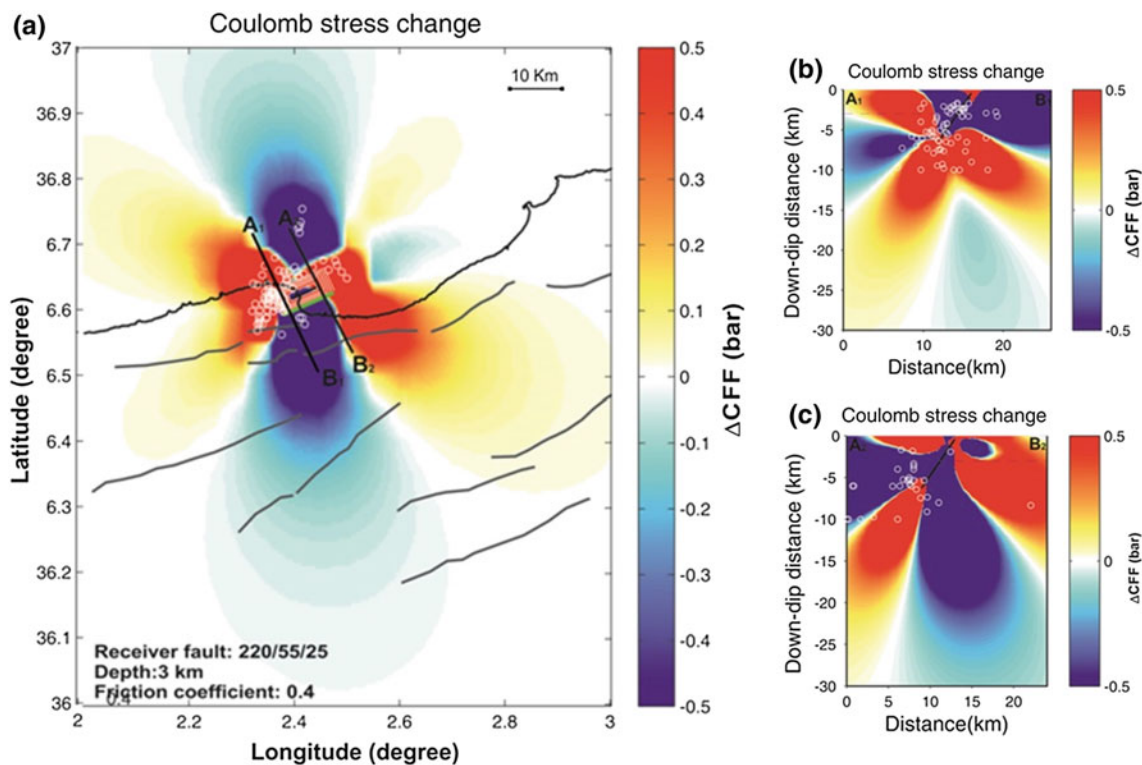 (a)
Coulomb stress change
37
36.9
36.8
6.7
6.6
6.5
6.4
6.3
36.2
36.1
36
2
2.2
2.4
2.6
2.8
3
Latitude (degree)
Longitude (degree)
10 Km
A1
A
B1
B2
Receiver fault: 220/55/25
Depth:3 km
Friction coefficient: 0.4
0.4
0.5
0.4
0.3
0.2
0.1
0
-0.1
-0.2
-0.3
-0.4
-0.5
ΔCFF (bar)
(b)
Coulomb stress change
A1
B
0
-5
-10
-15
-20
-25
-30
0
10
20
Down-dip distance (km)
Distance(km)
0.5
0
-0.5
ΔCFF (bar)
(c)
Coulomb stress change
A2
B2
0
-5
-10
-15
-20
-25
-30
0
5
10
15
20
Down-dip distance (km)
Distance(km)
0.5
0
-0.5
ΔCFF (bar)